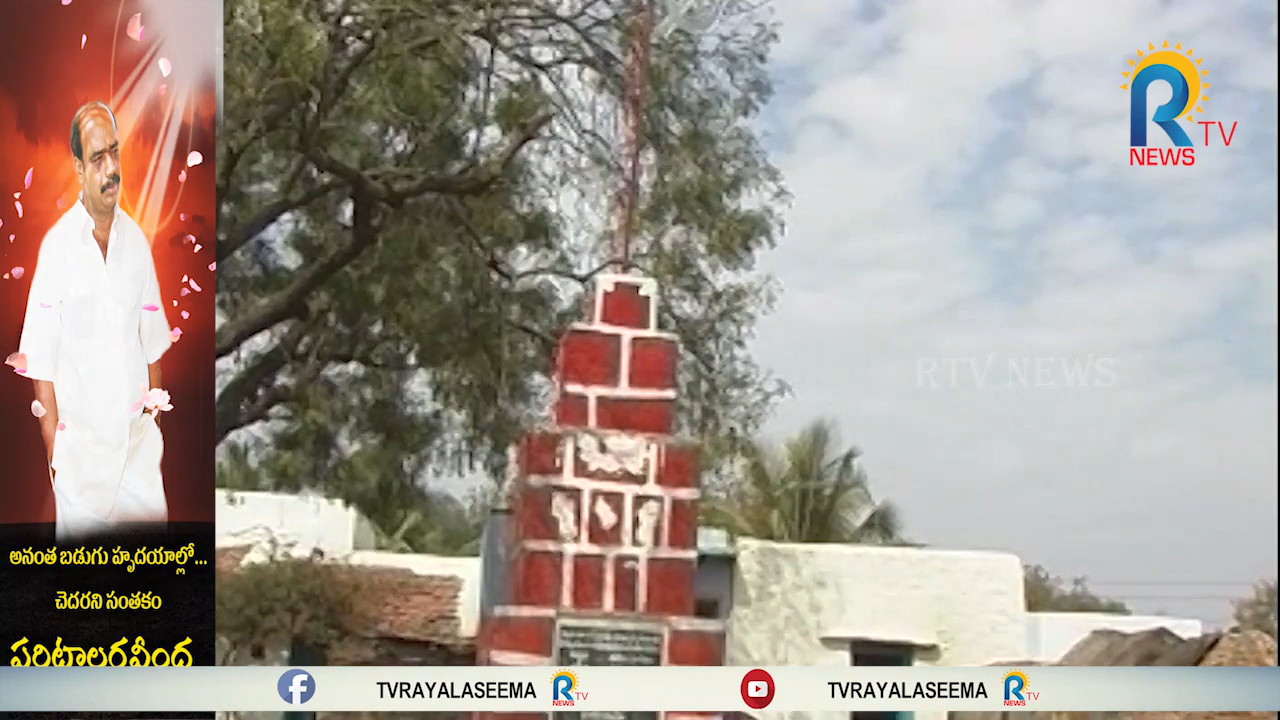 R TV
NEWS
RTV NEWS
అనంత బడుగు హృదయాల్లో...
చెదరని సంతకం
పరిటాలరవీంద్ర
TVRAYALASEEMA
R TV
NEWS
TVRAYALASEEMA
R TV
NEWS